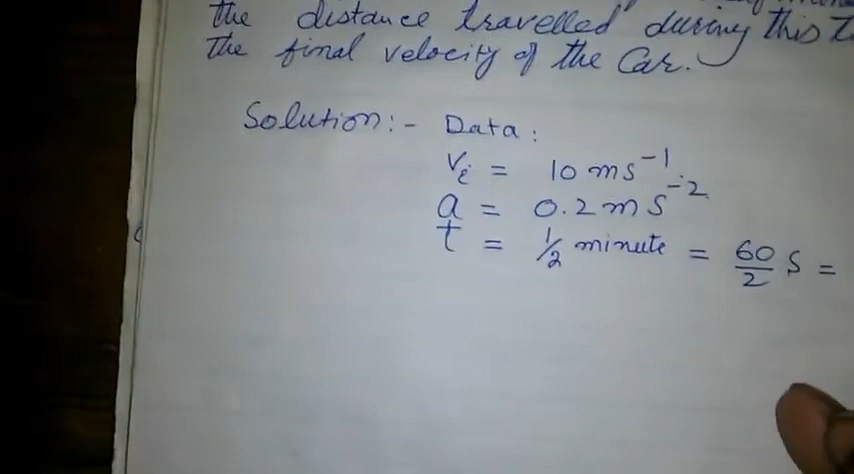 the distance travelled during this
the final velocity of the Car.
Solution:- Data:
Vi = 10 ms⁻¹
a = 0.2 m s⁻²
t = 1/2 minute = 60/2 S =